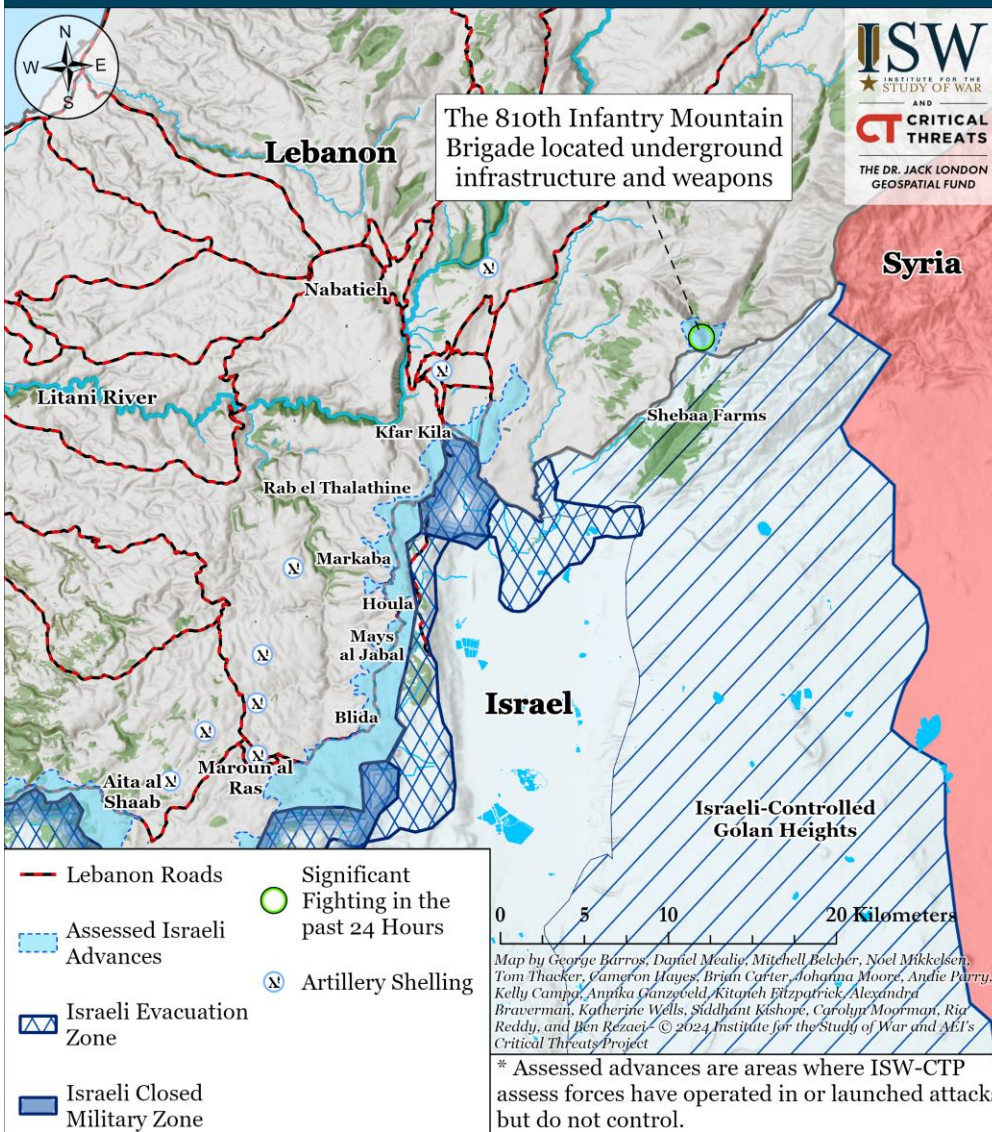 N
W E
S
ISW
INSTITUTE FOR THE
STUDY OF WAR
AND
CT CRITICAL
THREATS
THE DR. JACK LONDON
GEOSPATIAL FUND
The 810th Infantry Mountain
Brigade located underground
infrastructure and weapons
Lebanon
Syria
Nabatieh
Litani River
Shebaa Farms
Kfar Kila
Rab el Thalathine
Markaba
Houla
Mays
al Jabal
Israel
Blida
Maroun al
Ras
Aita al
Shaab
Israeli-Controlled
Golan Heights
Lebanon Roads
Assessed Israeli
Advances
Israeli Evacuation
Zone
Israeli Closed
Military Zone
Significant
Fighting in the
past 24 Hours
Artillery Shelling
0 5 10 20 Kilometers
Map by George Barros, Daniel Mealie, Mitchell Belcher, Noel Mikkelsen,
Tom Thacker, Cameron Hayes, Brian Carter, Johanna Moore, Andie Parry,
Kelly Campa, Annika Ganzeveld, Kitaneh Fitzpatrick, Alexandra
Braverman, Katherine Wells, Siddhant Kishore, Carolyn Moorman, Ria
Reddy, and Ben Rezaei - © 2024 Institute for the Study of War and AEI's
Critical Threats Project
* Assessed advances are areas where ISW-CTP
assess forces have operated in or launched attacks
but do not control.